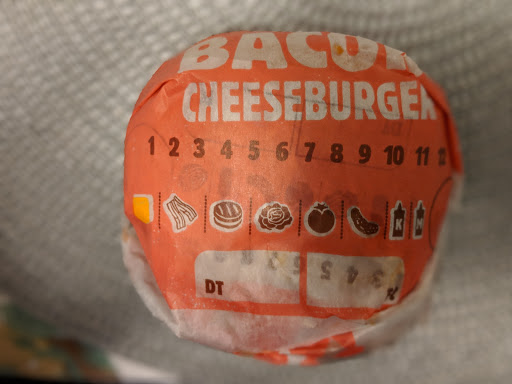 BACON
CHEESEBURGER
1 2 3 4 5 6 7 8 9 10 11 12
K
DT